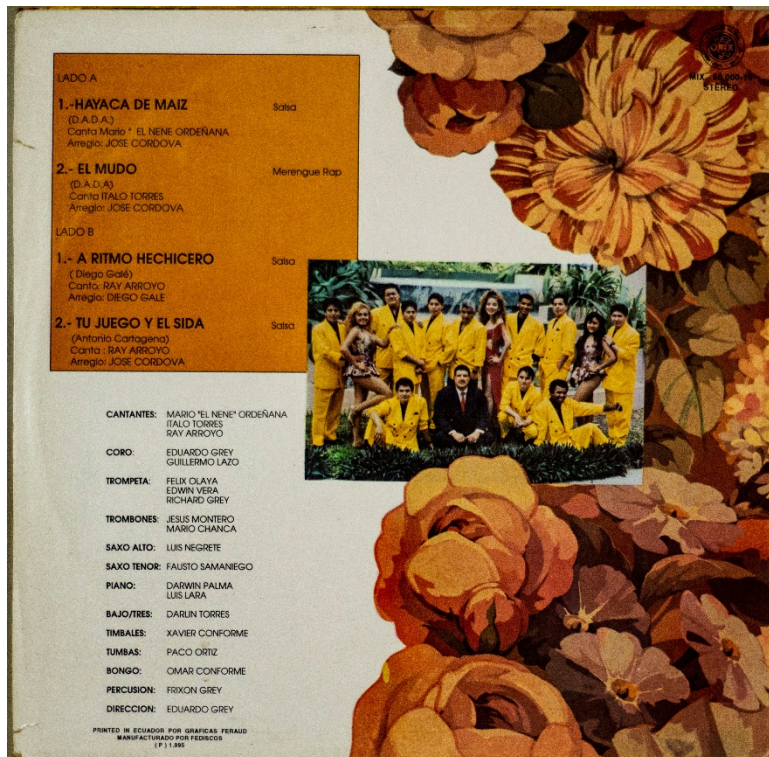 OMIX
MIX - 60.000-16
STEREO
LADO A
1.-HAYACA DE MAIZ Salsa
(D.A.D.A.)
Canta Mario " EL NENE ORDEÑANA
Arreglo: JOSE CORDOVA
2.- EL MUDO Merengue Rap
(D.A.D.A)
Canta ITALO TORRES
Arreglo: JOSE CORDOVA
LADO B
1.- A RITMO HECHICERO Salsa
( Diego Galé)
Canta: RAY ARROYO
Arreglo: DIEGO GALE
2.- TU JUEGO Y EL SIDA Salsa
(Antonio Cartagena)
Canta : RAY ARROYO
Arreglo: JOSE CORDOVA
CANTANTES: MARIO "EL NENE" ORDEÑANA
ITALO TORRES
RAY ARROYO
CORO: EDUARDO GREY
GUILLERMO LAZO
TROMPETA: FELIX OLAYA
EDWIN VERA
RICHARD GREY
TROMBONES: JESUS MONTERO
MARIO CHANCA
SAXO ALTO: LUIS NEGRETE
SAXO TENOR: FAUSTO SAMANIEGO
PIANO: DARWIN PALMA
LUIS LARA
BAJO/TRES: DARLIN TORRES
TIMBALES: XAVIER CONFORME
TUMBAS: PACO ORTIZ
BONGO: OMAR CONFORME
PERCUSION: FRIXON GREY
DIRECCION: EDUARDO GREY
PRINTED IN ECUADOR POR GRAFICAS FERAUD
MANUFACTURADO POR FEDISCOS
( P ) 1.995